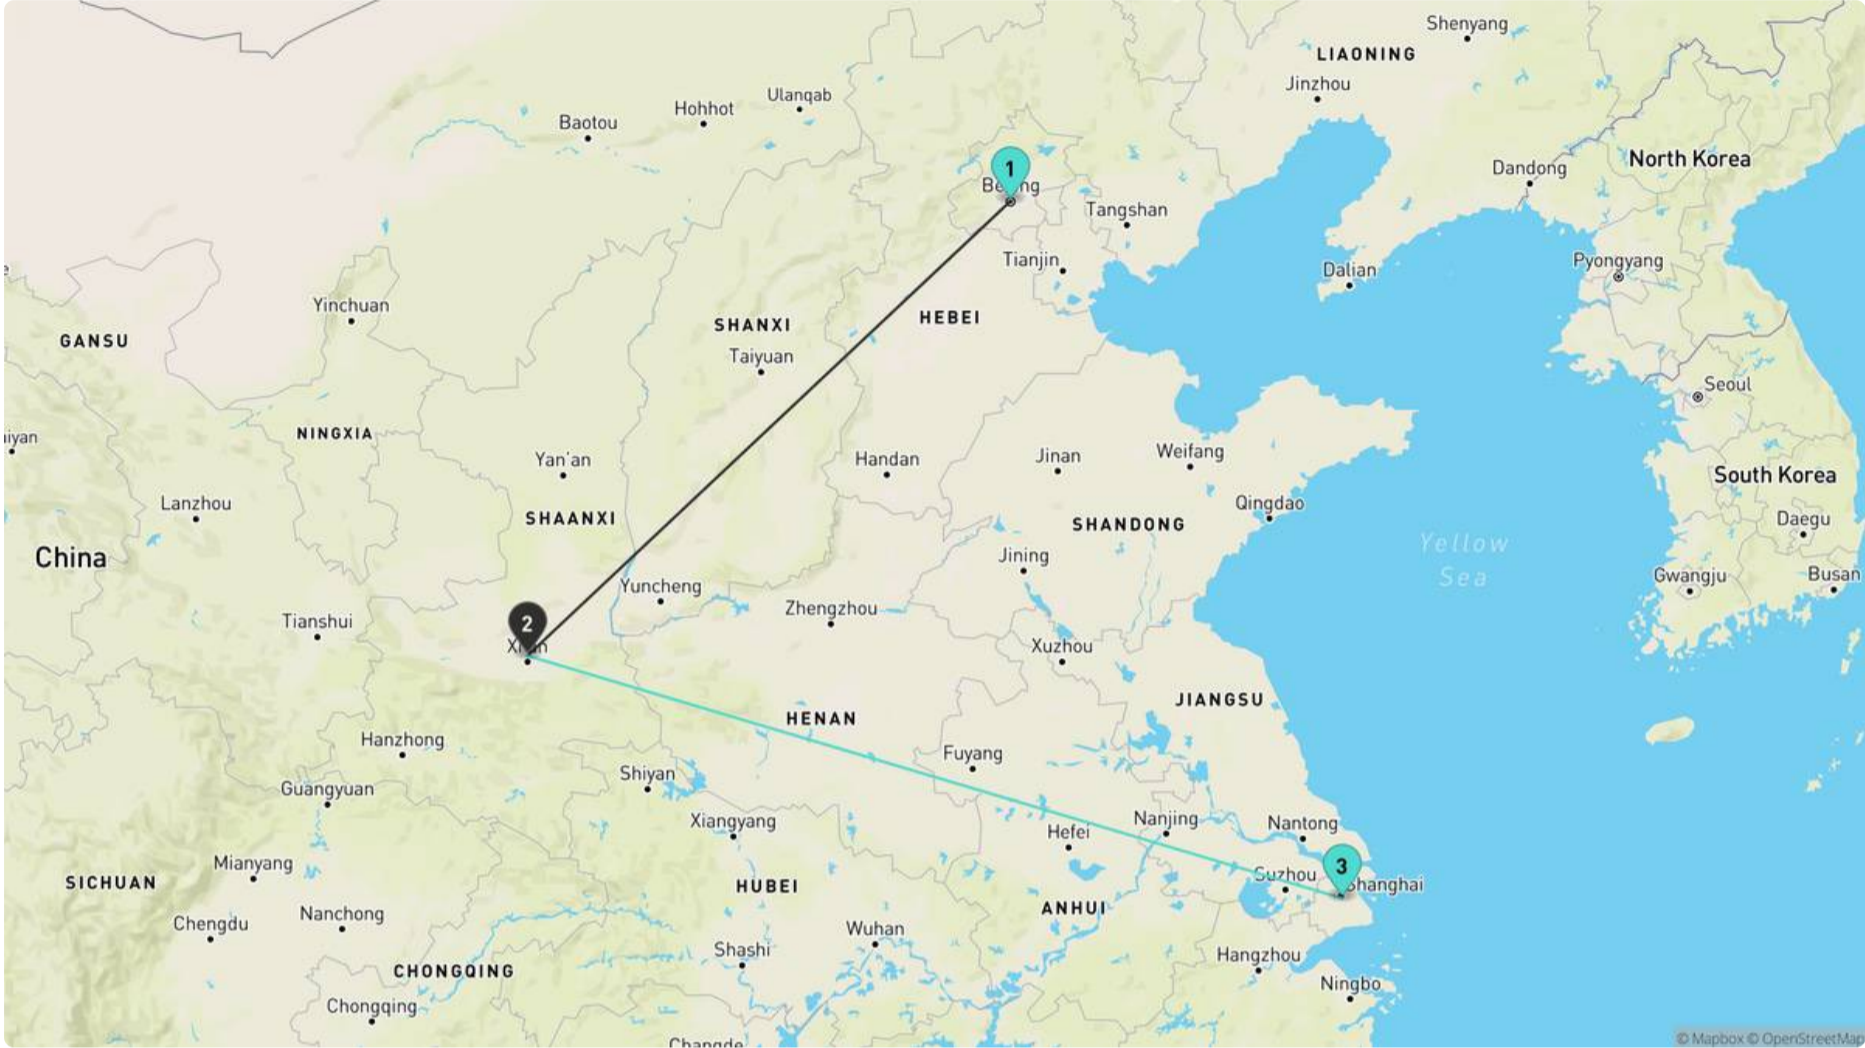 Shenyang
LIAONING
Jinzhou
Ulanqab
Hohhot
Baotou
North Korea
1
Dandong
Tangshan
Tianjin
Pyongyang
Dalian
Yinchuan
HEBEI
SHANXI
GANSU
Taiyuan
Seoul
NINGXIA
Yan'an
Handan
Jinan
Weifang
South Korea
Lanzhou
Qingdao
SHAANXI
SHANDONG
Daegu
Yellow
Sea
China
Jining
Gwangju
Busan
Yuncheng
Zhengzhou
Tianshui
2
Xuzhou
JIANGSU
HENAN
Hanzhong
Fuyang
Shiyan
Guangyuan
Xiangyang
Nanjing
Nantong
Hefei
Mianyang
3
Suzhou
Shanghai
SICHUAN
HUBEI
ANHUI
Nanchong
Chengdu
Wuhan
Shashi
Hangzhou
CHONGQING
Ningbo
Chongqing
Changde
© Mapbox © OpenStreetMap